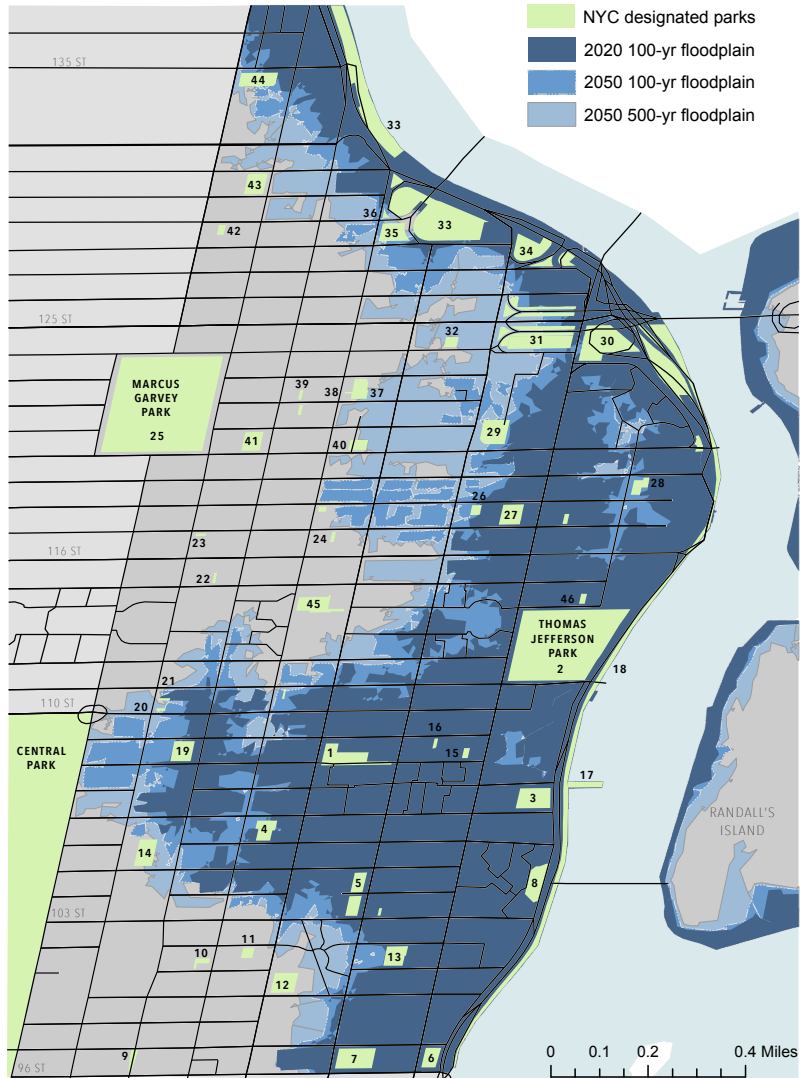 NYC designated parks
2020 100-yr floodplain
2050 100-yr floodplain
2050 500-yr floodplain
135 ST
44
33
43
36
42
35
33
34
125 ST
32
31
30
MARCUS
GARVEY
PARK
25
39
38
37
41
40
29
26
28
27
24
23
116 ST
22
45
46
THOMAS
JEFFERSON
PARK
2
18
21
110 ST
20
CENTRAL
PARK
19
1
16
15
17
3
RANDALL'S
ISLAND
4
14
5
8
103 ST
10
11
13
12
9
7
6
96 ST
0 0.1 0.2 0.4 Miles